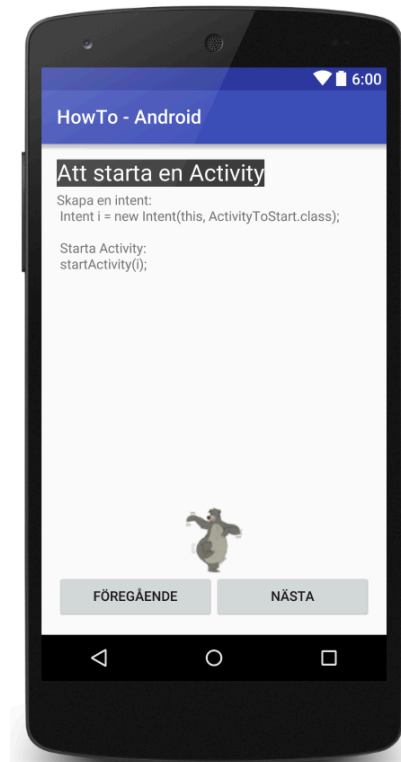 6:00
HowTo - Android
Att starta en Activity
Skapa en intent:
Intent i = new Intent(this, ActivityToStart.class);
Starta Activity:
startActivity(i);
FÖREGÅENDE
NÄSTA